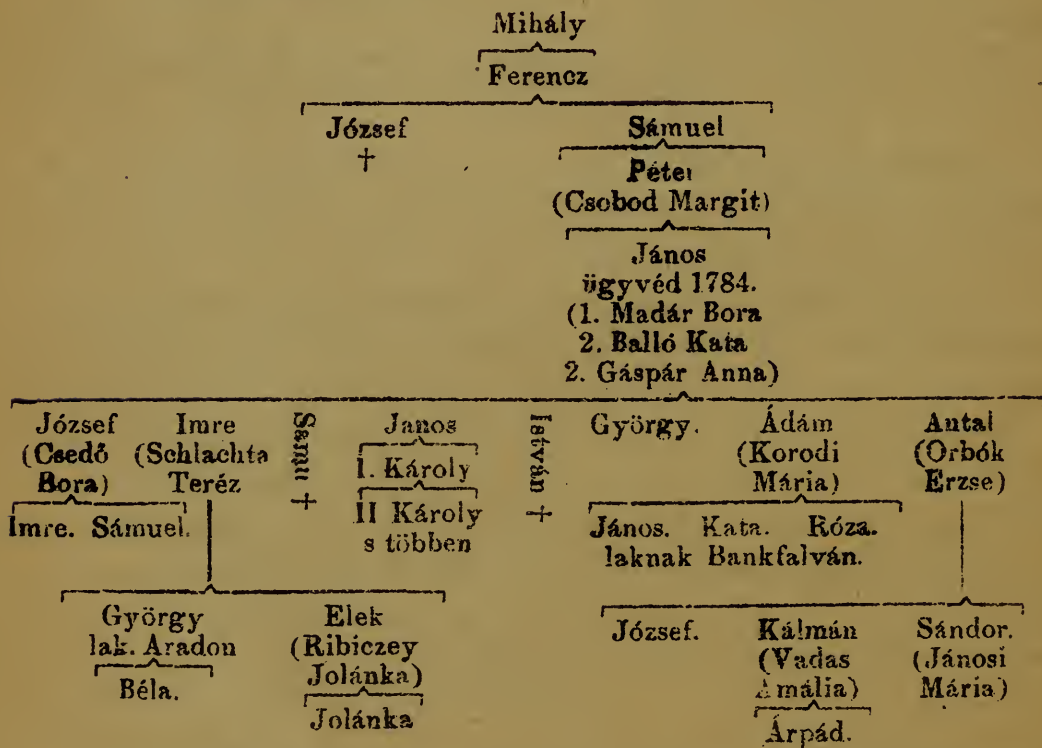 Mihály
Ferencz
József Sámuel
†
Péter
(Csobod Margit)
János
ügyvéd 1784.
(1. Madár Bora
2. Balló Kata
2. Gáspár Anna)
József Imre Samu † Janos István † György. Ádám Antal
(Csedő (Schlachta I. Károly (Korodi (Orbók
Bora) Teréz II Károly Mária) Erzse)
Imre. Sámuel. s többen János. Kata. Róza.
laknak Bankfalván.
György Elek József. Kálmán Sándor.
lak. Aradon (Ribiczey (Vadas (Jánosi
Béla. Jolánka) Amália) Mária)
Jolánka Árpád.